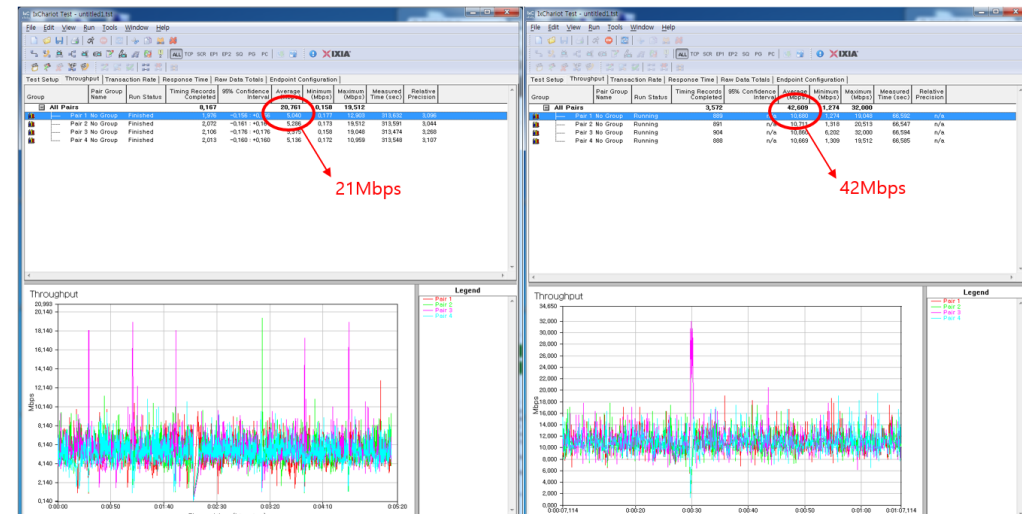 IxChariot Test - untitled1.tst
File Edit View Run Tools Window Help
ALL TCP SCR EP1 EP2 SO PG PC XIXIA
Test Setup Throughput Transaction Rate Response Time Raw Data Totals Endpoint Configuration
Group Pair Group Name Run Status Timing Records Completed 95% Confidence Interval Average (Mbps) Minimum (Mbps) Maximum (Mbps) Measured Time (sec) Relative Precision
All Pairs 8,167 20,761 0,158 19,512
Pair 1 No Group Finished 1,976 5,040 0,177 12,903 313,632 3,096
Pair 2 No Group Finished 2,072 -0,161 : +0,161 5,286 0,173 19,512 313,591 3,044
Pair 3 No Group Finished 2,106 -0,176 : +0,176 0,158 19,048 313,474 3,268
Pair 4 No Group Finished 2,013 -0,160 : +0,160 5,136 0,172 10,959 313,548 3,107
21Mbps
Throughput
20,993
20,140
18,140
16,140
14,140
12,140
10,140
8,140
6,140
4,140
2,140
0,140
Mbps
0:00:00 0:00:50 0:01:40 0:02:30 0:03:20 0:04:10 0:05:20
Legend
Pair 1
Pair 2
Pair 3
Pair 4
IxChariot Test - untitled1.tst
File Edit View Run Tools Window Help
ALL TCP SCR EP1 EP2 SO PG PC XIXIA
Test Setup Throughput Transaction Rate Response Time Raw Data Totals Endpoint Configuration
Group Pair Group Name Run Status Timing Records Completed 95% Confidence Interval Average (Mbps) Minimum (Mbps) Maximum (Mbps) Measured Time (sec) Relative Precision
All Pairs 3,572 42,609 1,274 32,000
Pair 1 No Group Running 889 n/a 10,680 1,274 19,048 66,592 n/a
Pair 2 No Group Running 891 n/a 10,711 1,318 20,513 66,547 n/a
Pair 3 No Group Running 904 n/a 10,860 6,202 32,000 66,594 n/a
Pair 4 No Group Running 888 n/a 10,669 1,309 19,512 66,585 n/a
42Mbps
Throughput
34,650
32,000
28,000
26,000
24,000
22,000
20,000
18,000
16,000
14,000
12,000
10,000
8,000
6,000
4,000
2,000
0,000
Mbps
0:00:07,114 0:00:20 0:00:30 0:00:40 0:00:50 0:01:00 0:01:07,114
Legend
Pair 1
Pair 2
Pair 3
Pair 4